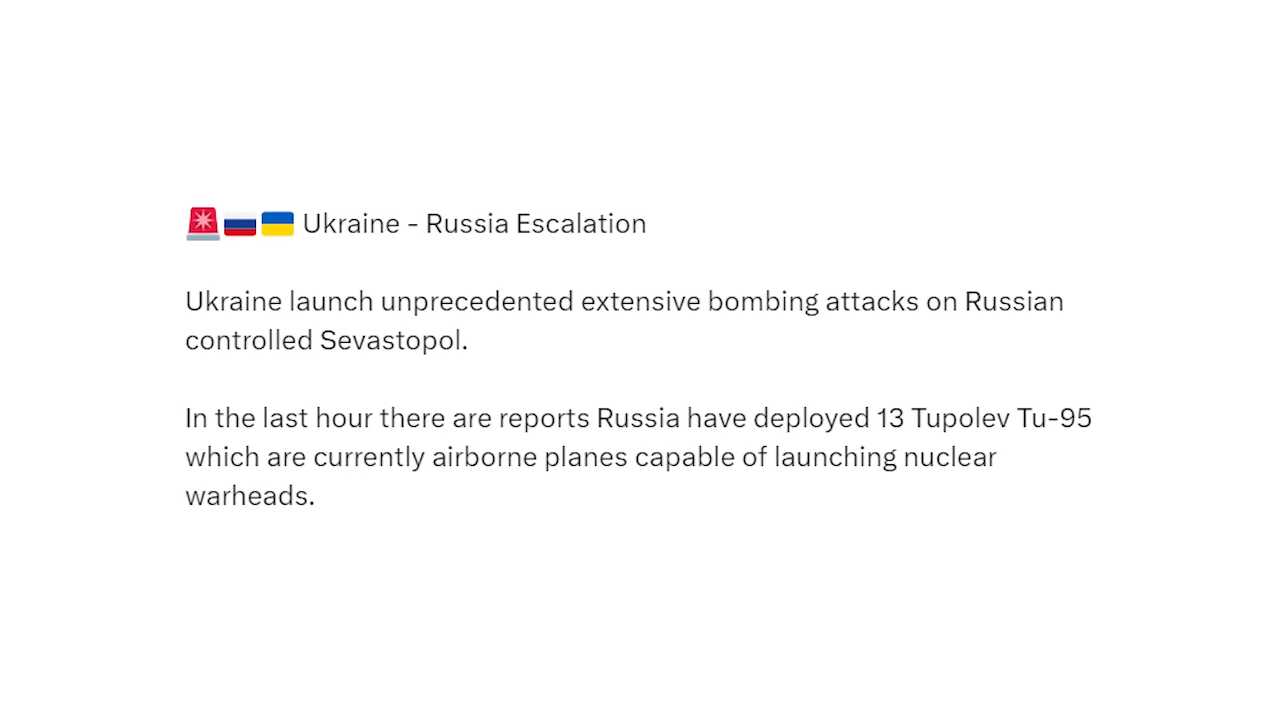 🚨🇷🇺🇺🇦 Ukraine - Russia Escalation
Ukraine launch unprecedented extensive bombing attacks on Russian
controlled Sevastopol.
In the last hour there are reports Russia have deployed 13 Tupolev Tu-95
which are currently airborne planes capable of launching nuclear
warheads.